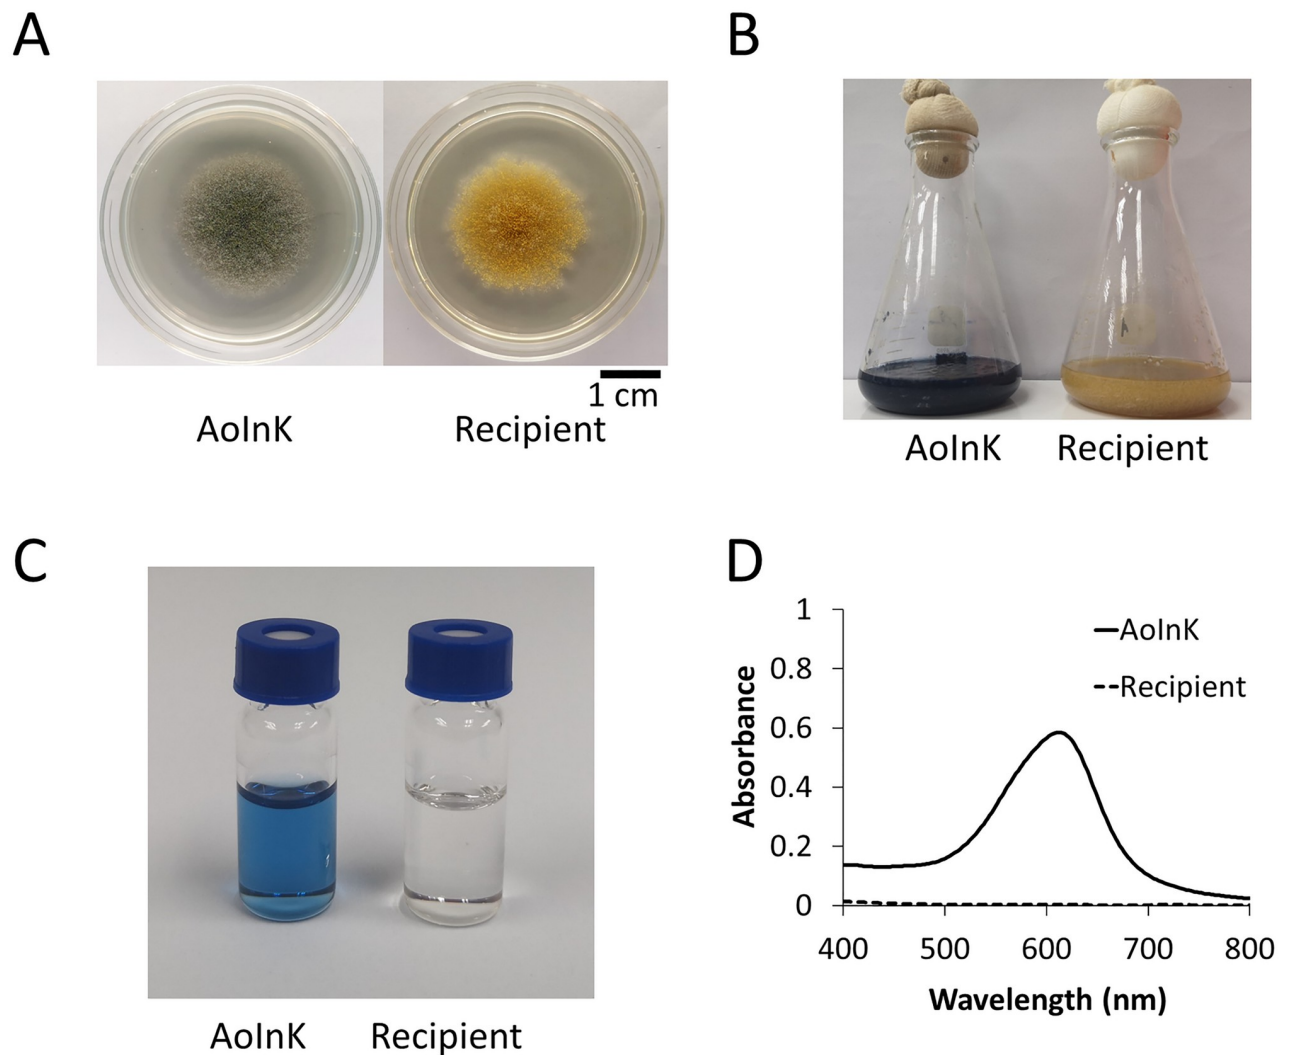 A
B
AoInK
Recipient
1 cm
AoInK
Recipient
C
AoInK
Recipient
D
1
0.8
0.6
0.4
0.2
0
Absorbance
AoInK
Recipient
400 500 600 700 800
Wavelength (nm)